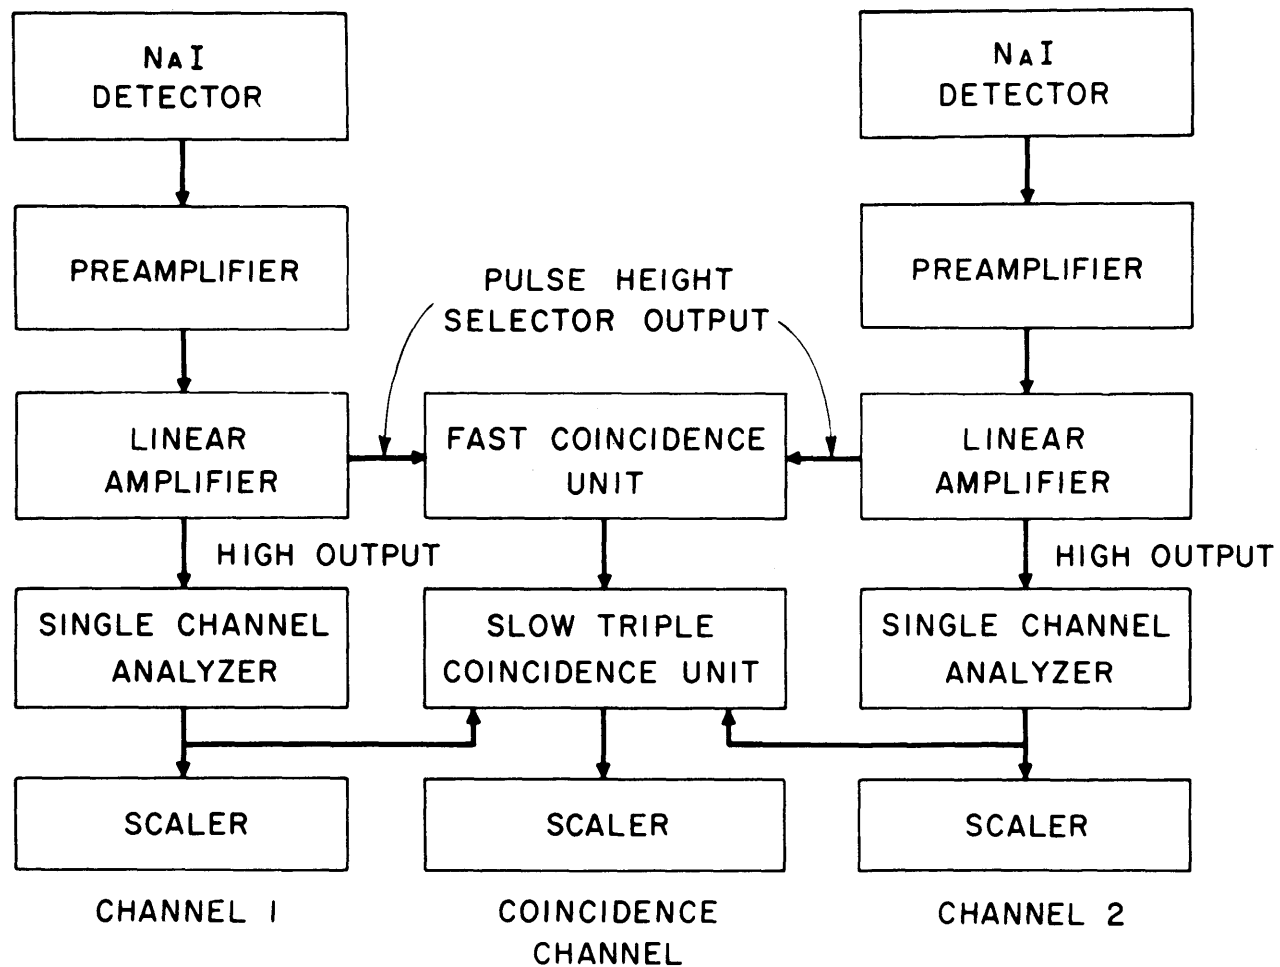 NAI
DETECTOR
NAI
DETECTOR
PREAMPLIFIER
PREAMPLIFIER
PULSE HEIGHT
SELECTOR OUTPUT
LINEAR
AMPLIFIER
FAST COINCIDENCE
UNIT
LINEAR
AMPLIFIER
HIGH OUTPUT
HIGH OUTPUT
SINGLE CHANNEL
ANALYZER
SLOW TRIPLE
COINCIDENCE UNIT
SINGLE CHANNEL
ANALYZER
SCALER
SCALER
SCALER
CHANNEL 1
COINCIDENCE
CHANNEL
CHANNEL 2